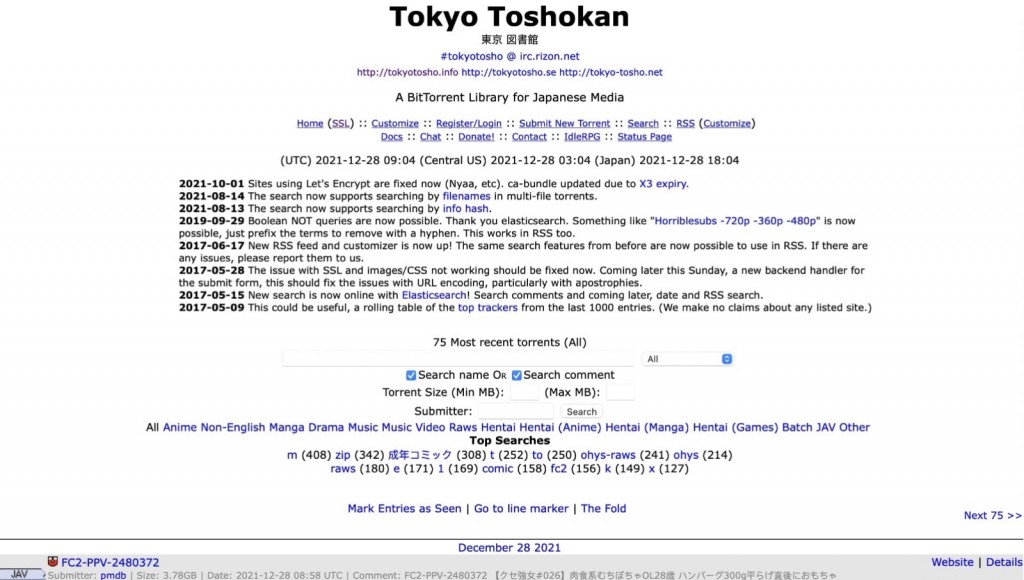 Tokyo Toshokan
東京 図書館
#tokyotosho @ irc.rizon.net
http://tokyotosho.info http://tokyotosho.se http://tokyo-tosho.net
A BitTorrent Library for Japanese Media
Home (SSL) :: Customize :: Register/Login :: Submit New Torrent :: Search :: RSS (Customize)
Docs :: Chat :: Donate! :: Contact :: IdleRPG :: Status Page
(UTC) 2021-12-28 09:04 (Central US) 2021-12-28 03:04 (Japan) 2021-12-28 18:04
2021-10-01 Sites using Let's Encrypt are fixed now (Nyaa, etc). ca-bundle updated due to X3 expiry.
2021-08-14 The search now supports searching by filenames in multi-file torrents.
2021-08-13 The search now supports searching by info hash.
2019-09-29 Boolean NOT queries are now possible. Thank you elasticsearch. Something like "Horriblesubs -720p -360p -480p" is now
possible, just prefix the terms to remove with a hyphen. This works in RSS too.
2017-06-17 New RSS feed and customizer is now up! The same search features from before are now possible to use in RSS. If there are
any issues, please report them to us.
2017-05-28 The issue with SSL and images/CSS not working should be fixed now. Coming later this Sunday, a new backend handler for
the submit form, this should fix the issues with URL encoding, particularly with apostrophies.
2017-05-15 New search is now online with Elasticsearch! Search comments and coming later, date and RSS search.
2017-05-09 This could be useful, a rolling table of the top trackers from the last 1000 entries. (We make no claims about any listed site.)
75 Most recent torrents (All)
All
Search name OR Search comment
Torrent Size (Min MB): (Max MB):
Submitter: Search
All Anime Non-English Manga Drama Music Music Video Raws Hentai Hentai (Anime) Hentai (Manga) Hentai (Games) Batch JAV Other
Top Searches
m (408) zip (342) 成年コミック (308) t (252) to (250) ohys-raws (241) ohys (214)
raws (180) e (171) 1 (169) comic (158) fc2 (156) k (149) x (127)
Mark Entries as Seen | Go to line marker | The Fold
Next 75 >>
December 28 2021
FC2-PPV-2480372 Website | Details
JAV Submitter: pmdb | Size: 3.78GB | Date: 2021-12-28 08:58 UTC | Comment: FC2-PPV-2480372 【クセ強女#026】肉食系むちぽちゃOL28歳 ハンバーグ300g平らげ直後におもちゃ